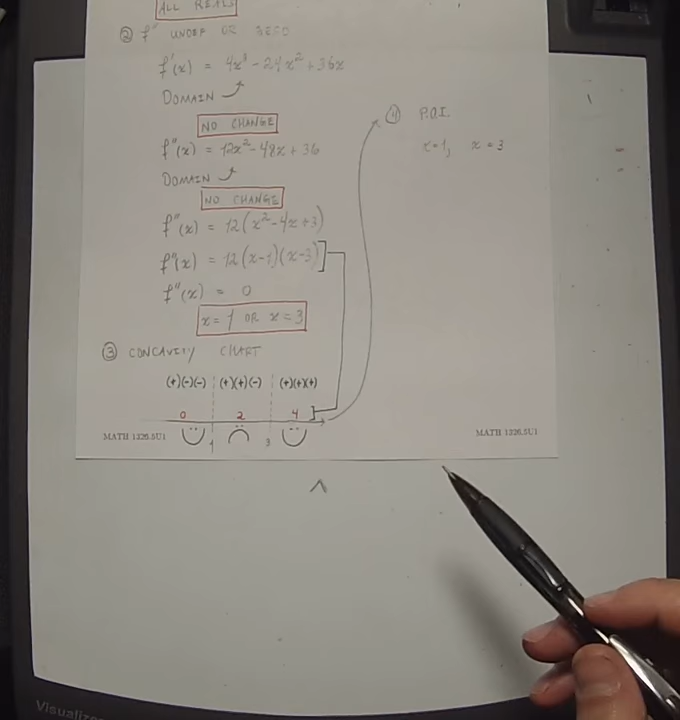 ALL REALS
② f" UNDEF OR ZERO
f'(x) = 4x³ - 24x² + 36x
DOMAIN
NO CHANGE
f"(x) = 12x² - 48x + 36
DOMAIN
NO CHANGE
f"(x) = 12(x² - 4x + 3)
f"(x) = 12(x-1)(x-3)
f"(x) = 0
x = 1 OR x = 3
③ CONCAVITY CHART
(+)(-)(-) (+)(+)(-) (+)(+)(+)
0 2 4
1 3
MATH 1326.5U1
④ P.O.I.
x=1, x=3
MATH 1326.5U1
Visualize